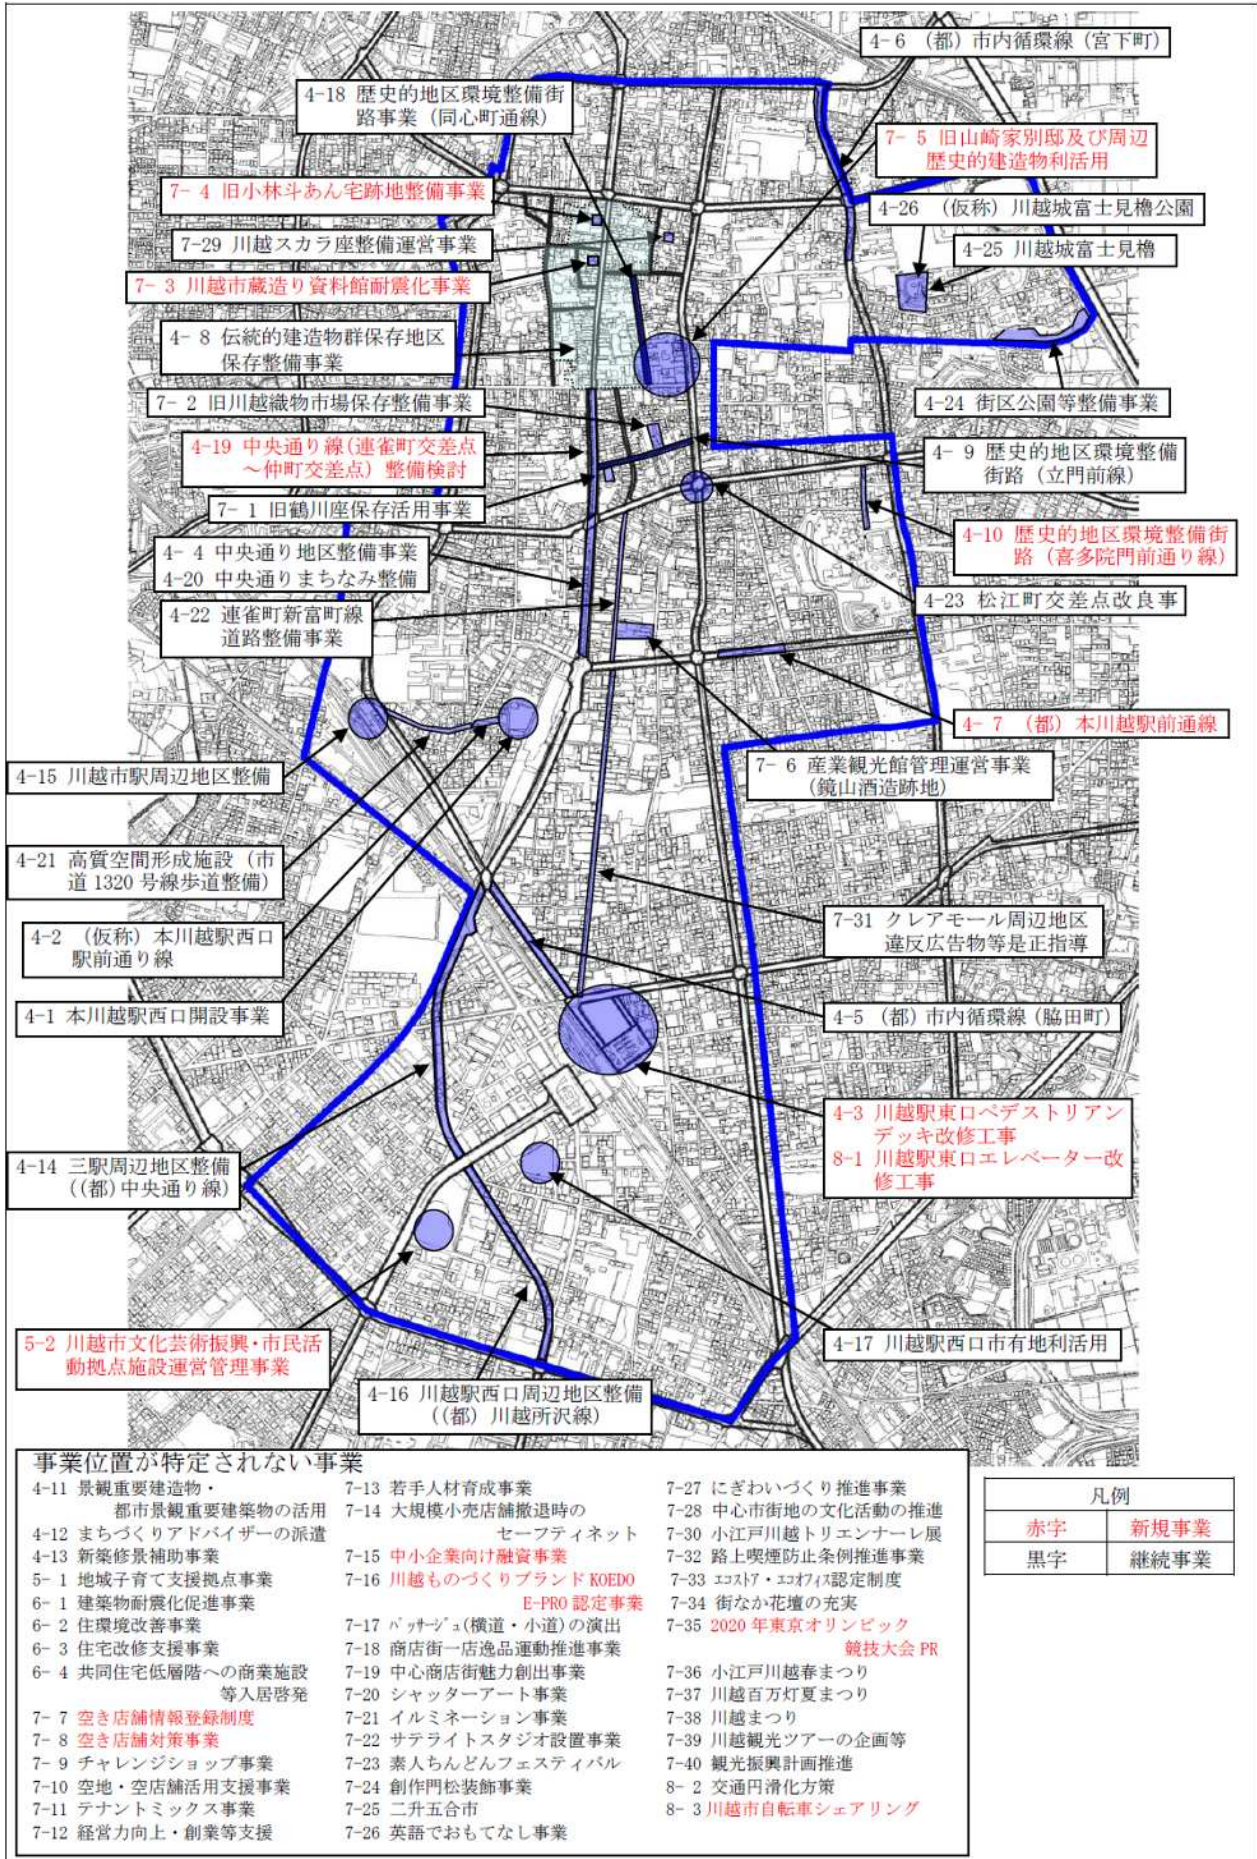 4-6 （都）市内循環線（宮下町）
4-18 歴史的地区環境整備街
路事業（同心町通線）
7-5 旧山崎家別邸及び周辺
歴史的建造物利活用
7-4 旧小林斗あん宅跡地整備事業
4-26 （仮称）川越城富士見櫓公園
7-29 川越スカラ座整備運営事業
4-25 川越城富士見櫓
7-3 川越市蔵造り資料館耐震化事業
4-8 伝統的建造物群保存地区
保存整備事業
7-2 旧川越織物市場保存整備事業
4-24 街区公園等整備事業
4-19 中央通り線（連雀町交差点
～仲町交差点）整備検討
4-9 歴史的地区環境整備
街路（立門前線）
7-1 旧鶴川座保存活用事業
4-10 歴史的地区環境整備街
路（喜多院門前通り線）
4-4 中央通り地区整備事業
4-20 中央通りまちなみ整備
4-23 松江町交差点改良事
4-22 連雀町新富町線
道路整備事業
4-7 （都）本川越駅前通線
4-15 川越市駅周辺地区整備
7-6 産業観光館管理運営事業
（鏡山酒造跡地）
4-21 高質空間形成施設（市
道1320号線歩道整備）
7-31 クレアモール周辺地区
違反広告物等是正指導
4-2 （仮称）本川越駅西口
駅前通り線
4-1 本川越駅西口開設事業
4-5 （都）市内循環線（脇田町）
4-3 川越駅東口ペデストリアン
デッキ改修工事
8-1 川越駅東口エレベーター改
修工事
4-14 三駅周辺地区整備
（（都）中央通り線）
5-2 川越市文化芸術振興・市民活
動拠点施設運営管理事業
4-17 川越駅西口市有地利活用
4-16 川越駅西口周辺地区整備
（（都）川越所沢線）
事業位置が特定されない事業
4-11 景観重要建造物・
都市景観重要建築物の活用
4-12 まちづくりアドバイザーの派遣
4-13 新築修景補助事業
5-1 地域子育て支援拠点事業
6-1 建築物耐震化促進事業
6-2 住環境改善事業
6-3 住宅改修支援事業
6-4 共同住宅低層階への商業施設
等入居啓発
7-7 空き店舗情報登録制度
7-8 空き店舗対策事業
7-9 チャレンジショップ事業
7-10 空地・空店舗活用支援事業
7-11 テナントミックス事業
7-12 経営力向上・創業等支援
7-13 若手人材育成事業
7-14 大規模小売店舗撤退時の
セーフティネット
7-15 中小企業向け融資事業
7-16 川越ものづくりブランドKOEDO
E-PRO認定事業
7-17 パッサージュ(横道・小道)の演出
7-18 商店街一店逸品運動推進事業
7-19 中心商店街魅力創出事業
7-20 シャッターアート事業
7-21 イルミネーション事業
7-22 サテライトスタジオ設置事業
7-23 素人ちんどんフェスティバル
7-24 創作門松装飾事業
7-25 二升五合市
7-26 英語でおもてなし事業
7-27 にぎわいづくり推進事業
7-28 中心市街地の文化活動の推進
7-30 小江戸川越トリエンナーレ展
7-32 路上喫煙防止条例推進事業
7-33 エコストア・エコオフィス認定制度
7-34 街なか花壇の充実
7-35 2020年東京オリンピック
競技大会PR
7-36 小江戸川越春まつり
7-37 川越百万灯夏まつり
7-38 川越まつり
7-39 川越観光ツアーの企画等
7-40 観光振興計画推進
8-2 交通円滑化方策
8-3 川越市自転車シェアリング
凡例
赤字 新規事業
黒字 継続事業